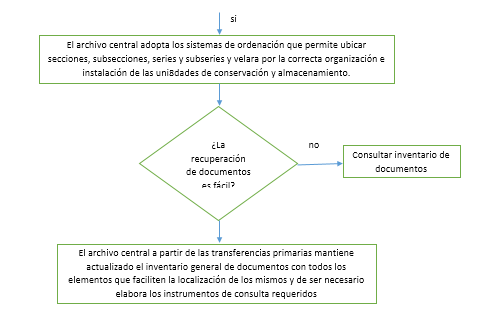 si
El archivo central adopta los sistemas de ordenación que permite ubicar
secciones, subsecciones, series y subseries y velara por la correcta organización e
instalación de las uni8dades de conservación y almacenamiento.
¿La
recuperación
de documentos
es fácil?
no
Consultar inventario de
documentos
El archivo central a partir de las transferencias primarias mantiene
actualizado el inventario general de documentos con todos los
elementos que faciliten la localización de los mismos y de ser necesario
elabora los instrumentos de consulta requeridos